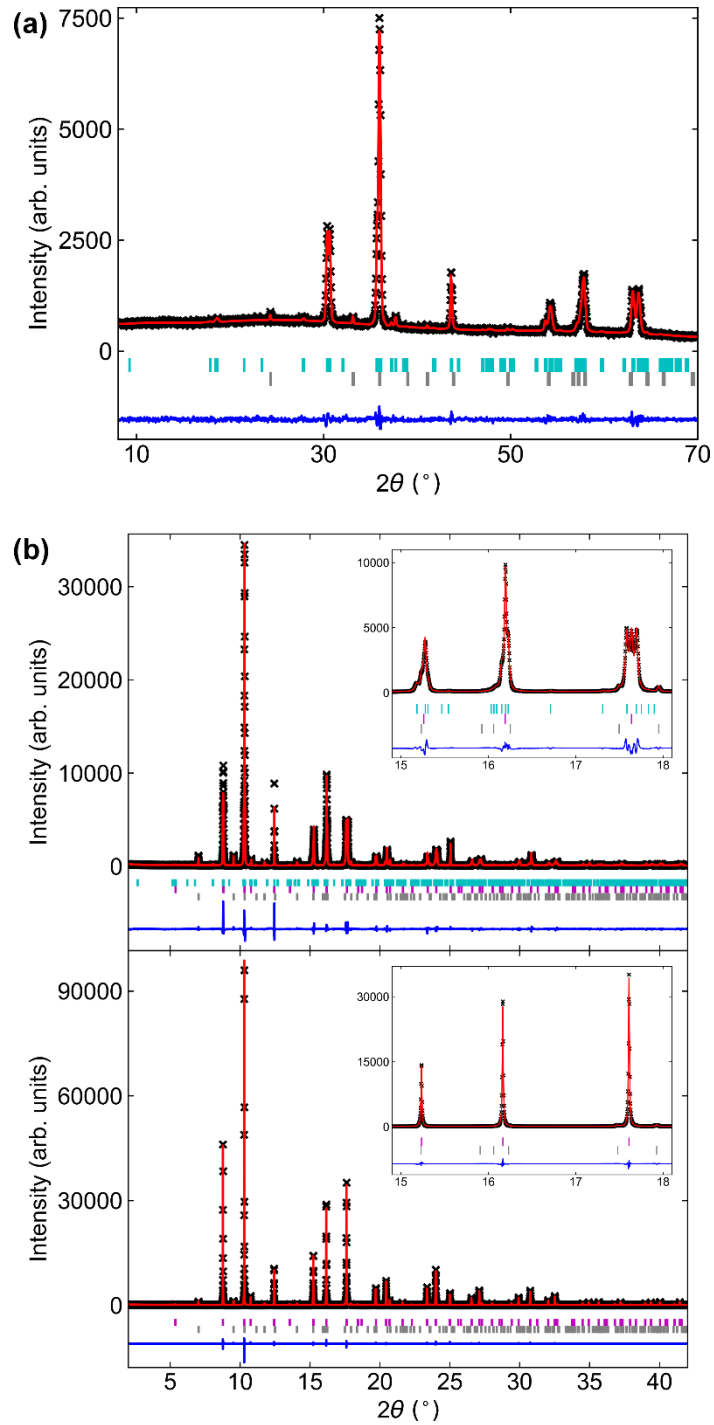 (a)
7500
5000
2500
0
Intensity (arb. units)
10 30 50 70
2θ (°)
(b)
30000
20000
10000
0
Intensity (arb. units)
10000
5000
0
15 16 17 18
90000
60000
30000
0
Intensity (arb. units)
30000
15000
0
15 16 17 18
5 10 15 20 25 30 35 40
2θ (°)